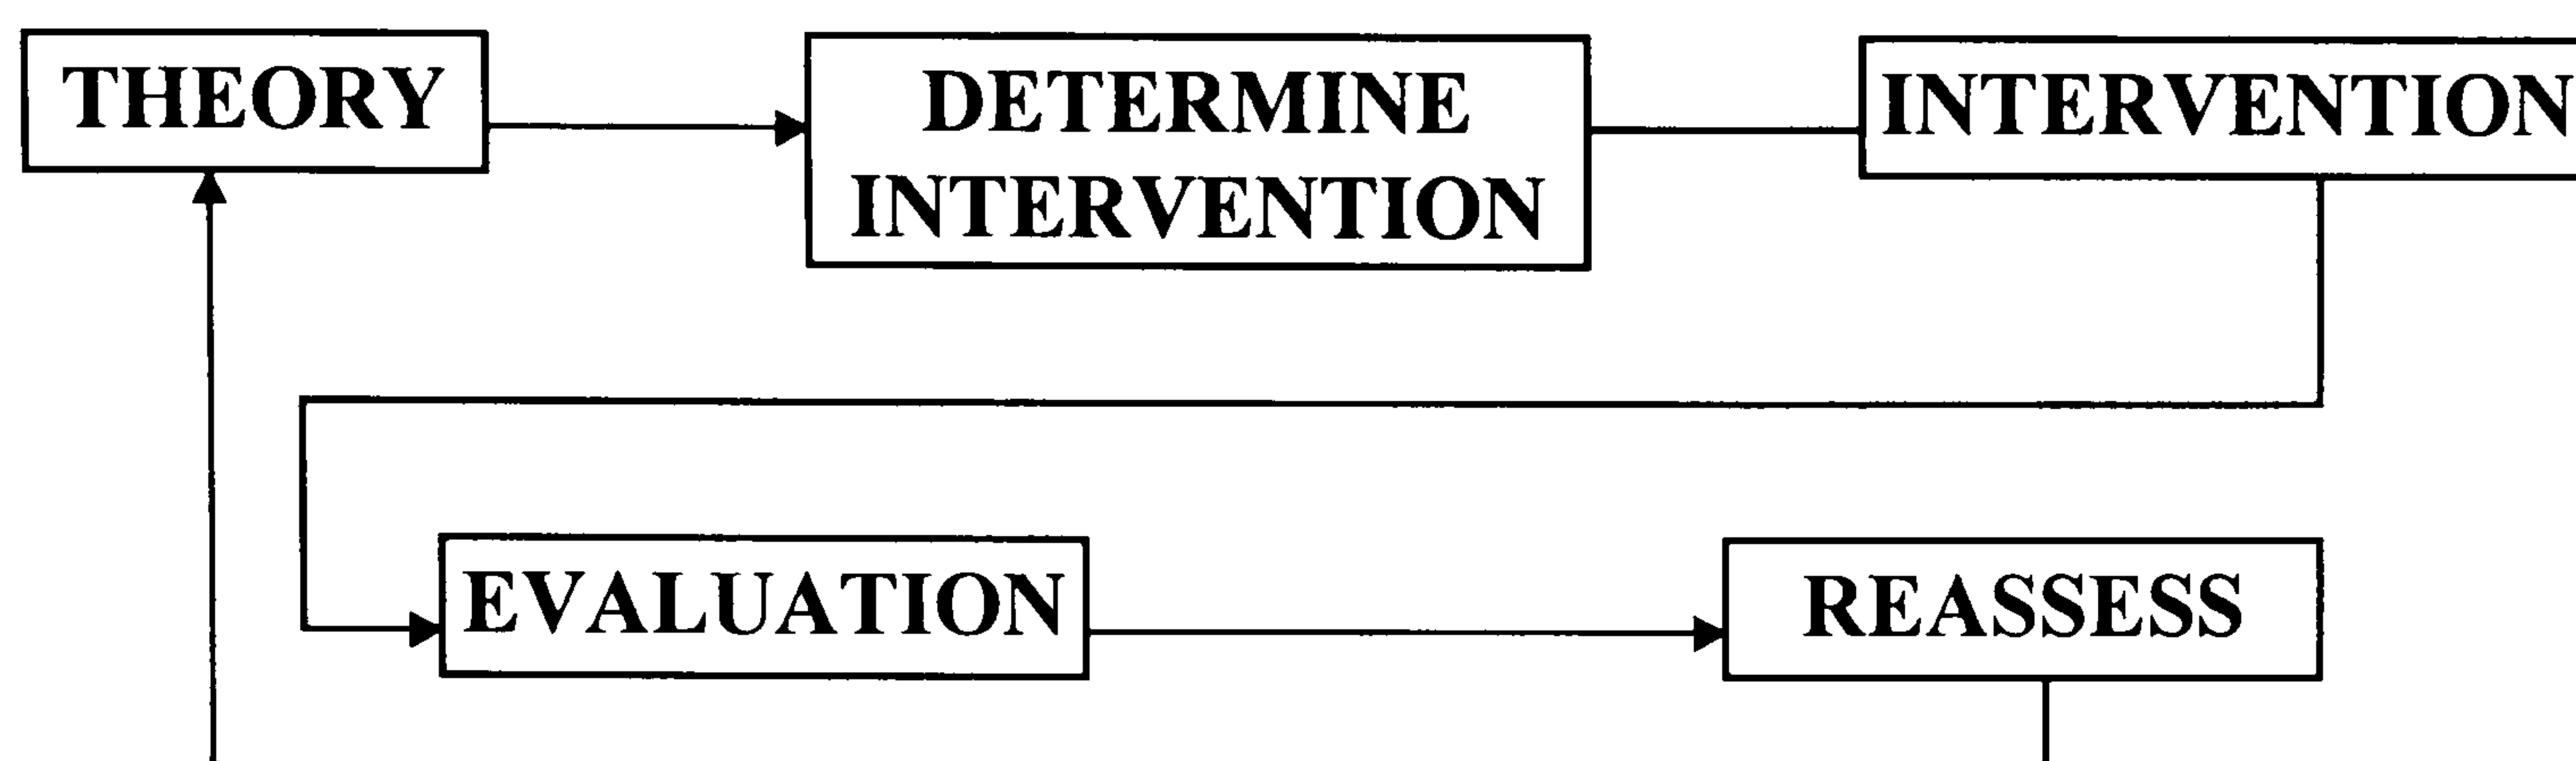 THEORY
DETERMINE
INTERVENTION
INTERVENTION
EVALUATION
REASSESS